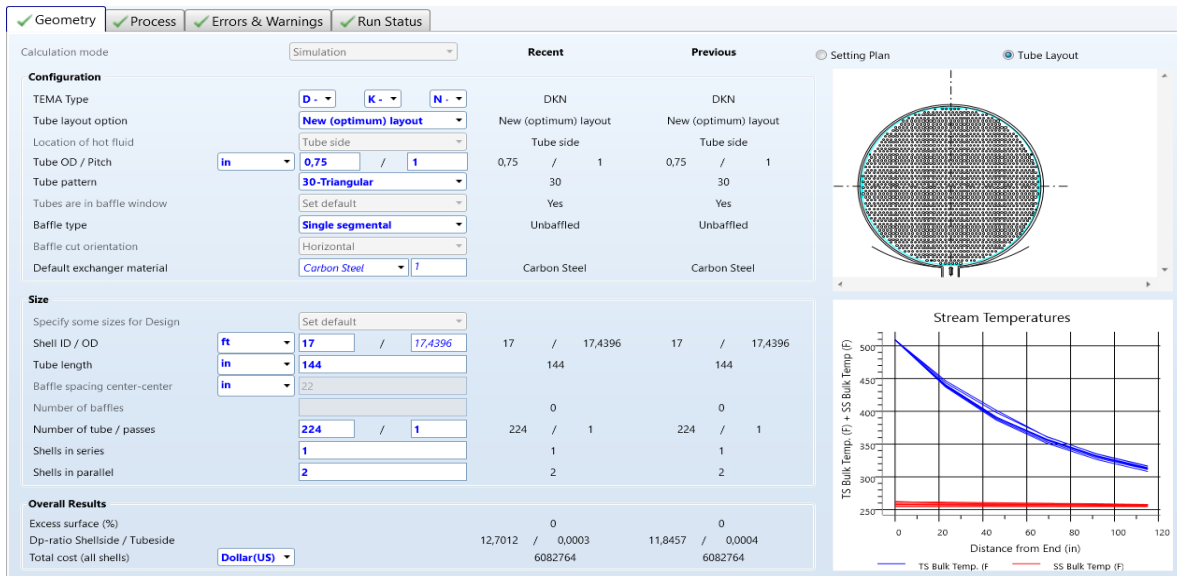 Geometry Process Errors & Warnings Run Status
Calculation mode Simulation Recent Previous Setting Plan Tube Layout
Configuration
TEMA Type D - K - N - DKN DKN
Tube layout option New (optimum) layout New (optimum) layout New (optimum) layout
Location of hot fluid Tube side Tube side Tube side
Tube OD / Pitch in 0,75 / 1 0,75 / 1 0,75 / 1
Tube pattern 30-Triangular 30 30
Tubes are in baffle window Set default Yes Yes
Baffle type Single segmental Unbaffled Unbaffled
Baffle cut orientation Horizontal
Default exchanger material Carbon Steel 1 Carbon Steel Carbon Steel
Size
Specify some sizes for Design Set default
Shell ID / OD ft 17 / 17,4396 17 / 17,4396 17 / 17,4396
Tube length in 144 144 144
Baffle spacing center-center in 22
Number of baffles 0 0
Number of tube / passes 224 / 1 224 / 1 224 / 1
Shells in series 1 1 1
Shells in parallel 2 2 2
Overall Results
Excess surface (%) 0 0
Dp-ratio Shellside / Tubeside 12,7012 / 0,0003 11,8457 / 0,0004
Total cost (all shells) Dollar(US) 6082764 6082764
Stream Temperatures
TS Bulk Temp. (F) + SS Bulk Temp (F)
500
450
400
350
300
250
0 20 40 60 80 100 120
Distance from End (in)
TS Bulk Temp. (F SS Bulk Temp (F)